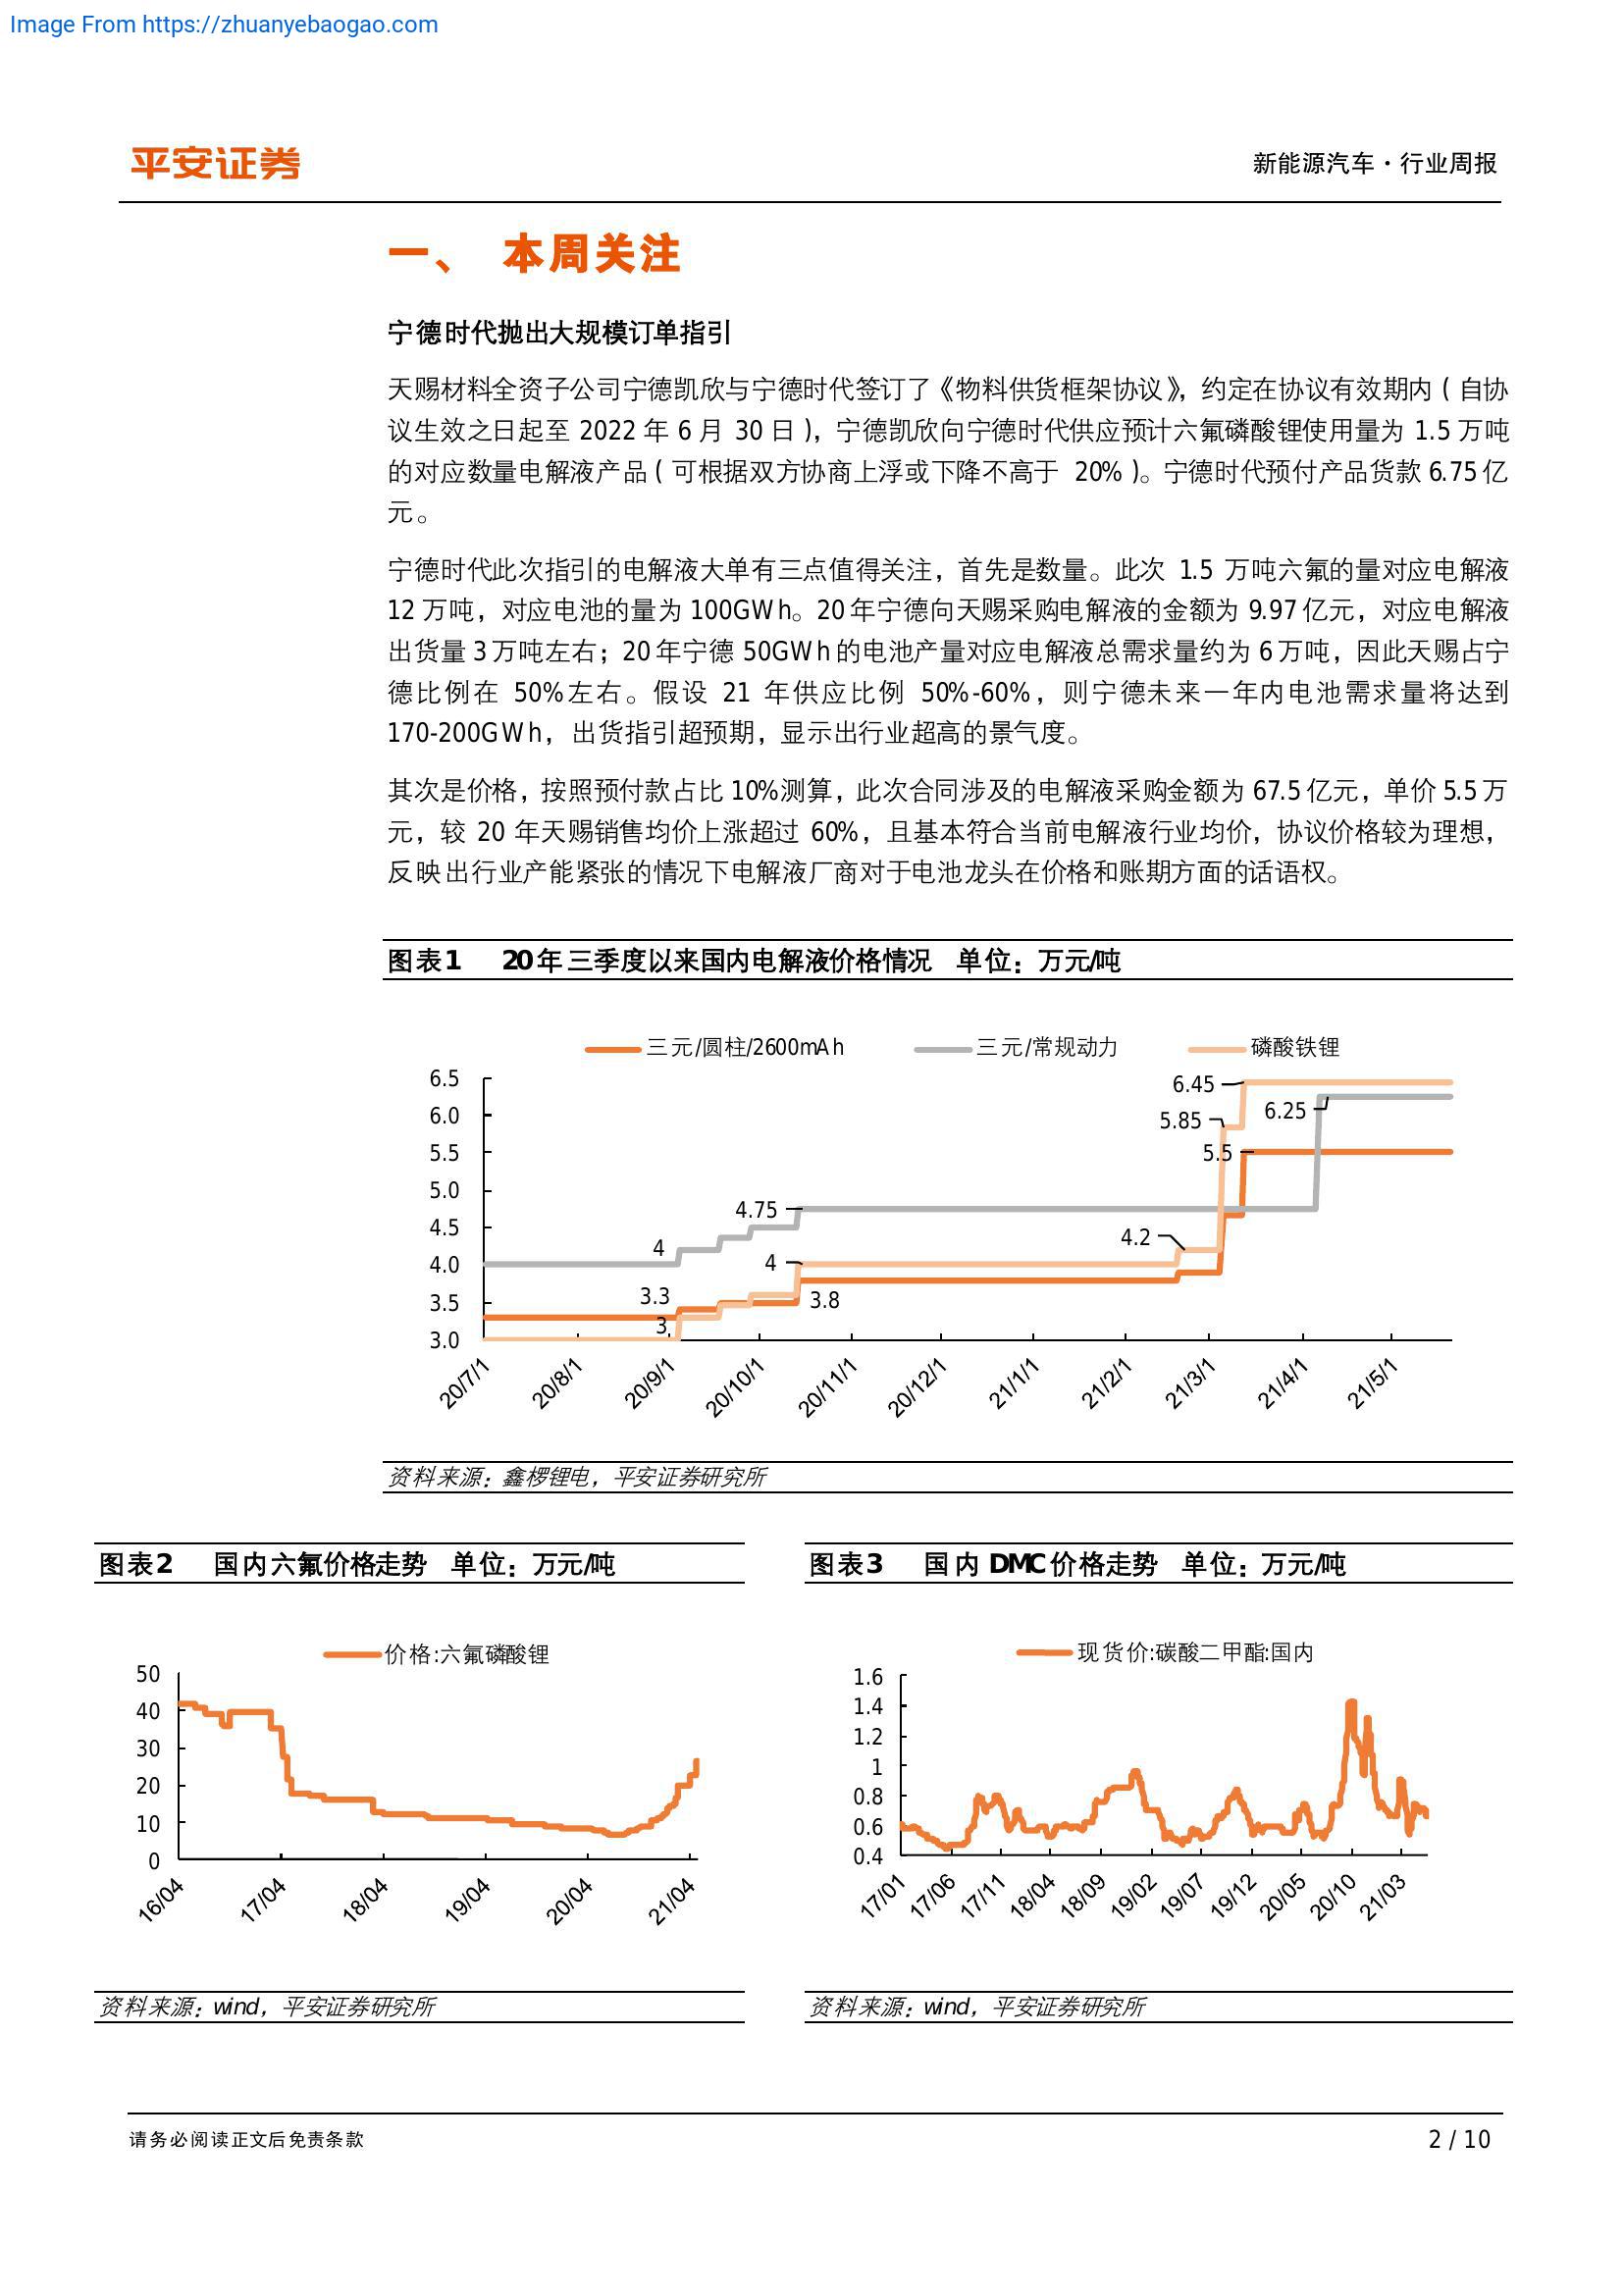 Image From https://zhuanyebaogao.com
平安证券
新能源汽车·行业周报
一、 本周关注
宁德时代抛出大规模订单指引
天赐材料全资子公司宁德凯欣与宁德时代签订了《物料供货框架协议》，约定在协议有效期内（自协
议生效之日起至 2022 年 6 月 30 日），宁德凯欣向宁德时代供应预计六氟磷酸锂使用量为 1.5 万吨
的对应数量电解液产品（可根据双方协商上浮或下降不高于 20%）。宁德时代预付产品货款 6.75 亿
元。
宁德时代此次指引的电解液大单有三点值得关注，首先是数量。此次 1.5 万吨六氟的量对应电解液
12 万吨，对应电池的量为 100GWh。20 年宁德向天赐采购电解液的金额为 9.97 亿元，对应电解液
出货量 3 万吨左右；20 年宁德 50GWh 的电池产量对应电解液总需求量约为 6 万吨，因此天赐占宁
德比例在 50%左右。假设 21 年供应比例 50%-60%，则宁德未来一年内电池需求量将达到
170-200GWh，出货指引超预期，显示出行业超高的景气度。
其次是价格，按照预付款占比 10%测算，此次合同涉及的电解液采购金额为 67.5 亿元，单价 5.5 万
元，较 20 年天赐销售均价上涨超过 60%，且基本符合当前电解液行业均价，协议价格较为理想，
反映出行业产能紧张的情况下电解液厂商对于电池龙头在价格和账期方面的话语权。
图表1 20年三季度以来国内电解液价格情况 单位：万元/吨
三元/圆柱/2600mAh 三元/常规动力 磷酸铁锂
6.5
6.0
5.5
5.0
4.5
4.0
3.5
3.0
6.45
6.25
5.85
5.5
4.75
4.2
4
4
3.3
3.8
3
20/7/1 20/8/1 20/9/1 20/10/1 20/11/1 20/12/1 21/1/1 21/2/1 21/3/1 21/4/1 21/5/1
资料来源：鑫椤锂电，平安证券研究所
图表2 国内六氟价格走势 单位：万元/吨
价格:六氟磷酸锂
50
40
30
20
10
0
16/04 17/04 18/04 19/04 20/04 21/04
资料来源：wind，平安证券研究所
图表3 国内 DMC 价格走势 单位：万元/吨
现货价:碳酸二甲酯:国内
1.6
1.4
1.2
1
0.8
0.6
0.4
17/01 17/06 17/11 18/04 18/09 19/02 19/07 19/12 20/05 20/10 21/03
资料来源：wind，平安证券研究所
请务必阅读正文后免责条款
2 / 10